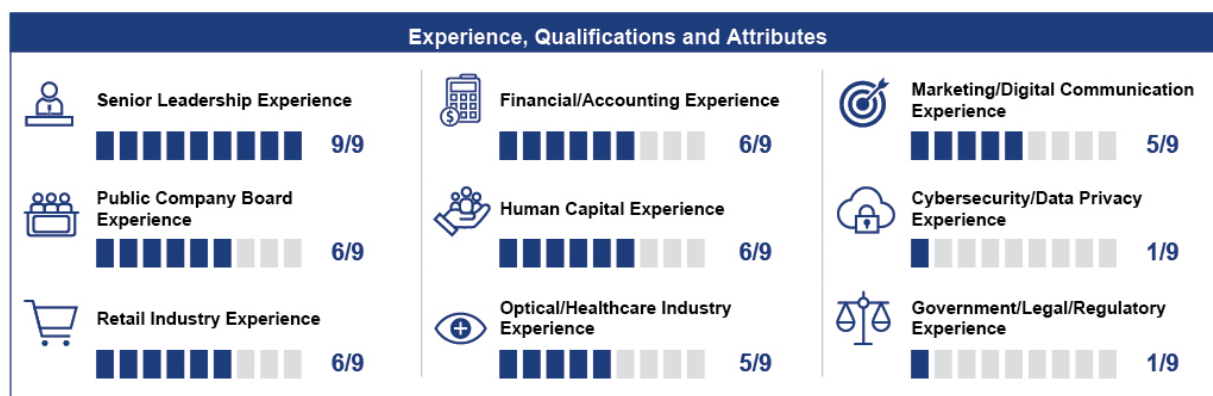 Experience, Qualifications and Attributes
Senior Leadership Experience
9/9
Public Company Board
Experience
6/9
Retail Industry Experience
6/9
Financial/Accounting Experience
6/9
Human Capital Experience
6/9
Optical/Healthcare Industry
Experience
5/9
Marketing/Digital Communication
Experience
5/9
Cybersecurity/Data Privacy
Experience
1/9
Government/Legal/Regulatory
Experience
1/9
$